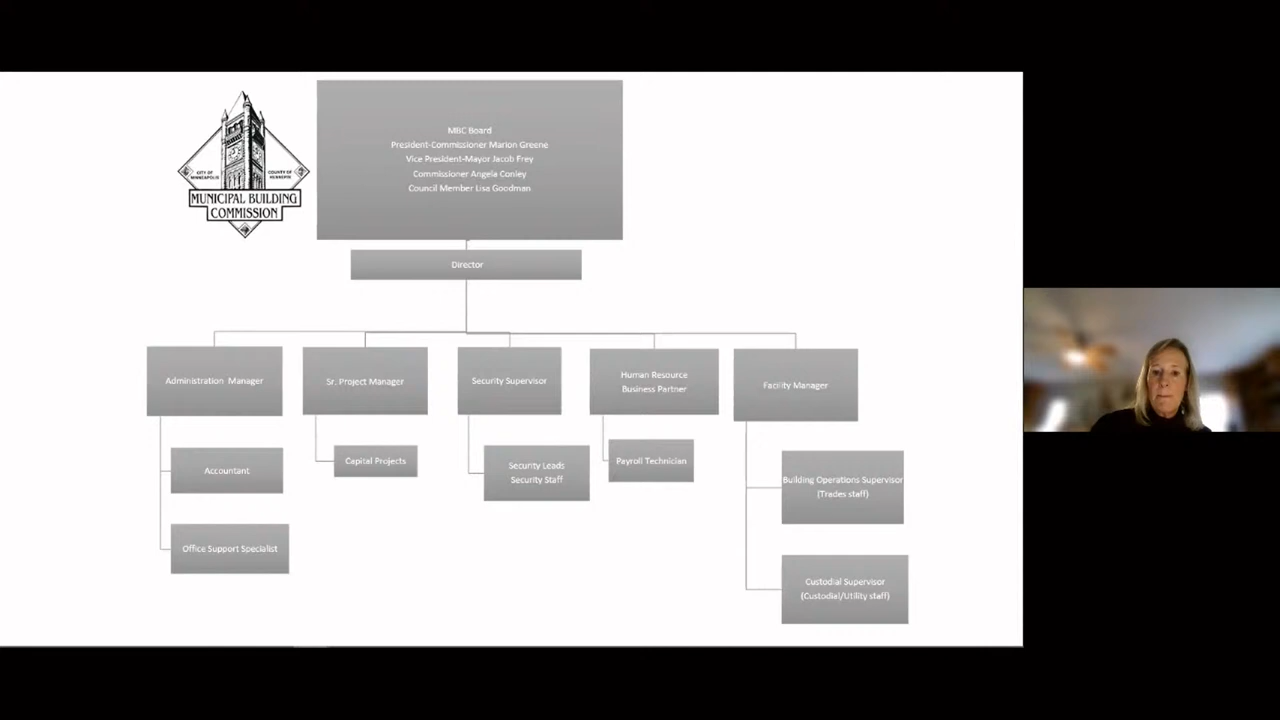 CITY OF
MINNEAPOLIS
COUNTY OF
HENNEPIN
MUNICIPAL BUILDING
COMMISSION
MBC Board
President-Commissioner Marion Greene
Vice President-Mayor Jacob Frey
Commissioner Angela Conley
Council Member Lisa Goodman
Director
Administration Manager
Sr. Project Manager
Security Supervisor
Human Resource
Business Partner
Facility Manager
Accountant
Capital Projects
Security Leads
Security Staff
Payroll Technician
Building Operations Supervisor
(Trades staff)
Office Support Specialist
Custodial Supervisor
(Custodial/Utility staff)